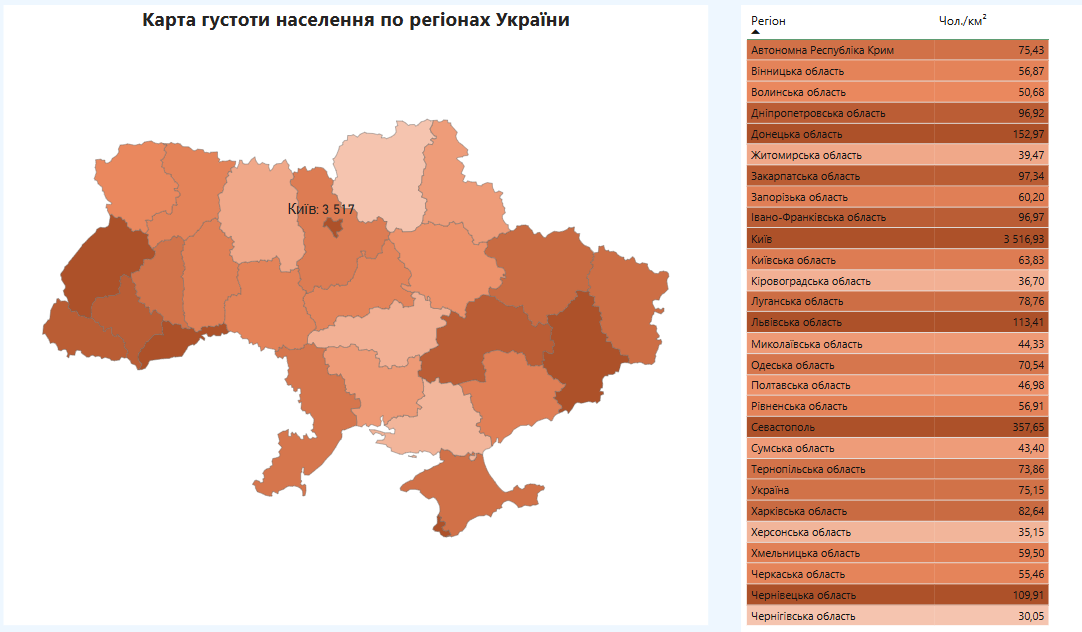 Карта густоти населення по регіонах України
Київ: 3 517
Регіон Чол./км²
Автономна Республіка Крим 75,43
Вінницька область 56,87
Волинська область 50,68
Дніпропетровська область 96,92
Донецька область 152,97
Житомирська область 39,47
Закарпатська область 97,34
Запорізька область 60,20
Івано-Франківська область 96,97
Київ 3 516,93
Київська область 63,83
Кіровоградська область 36,70
Луганська область 78,76
Львівська область 113,41
Миколаївська область 44,33
Одеська область 70,54
Полтавська область 46,98
Рівненська область 56,91
Севастополь 357,65
Сумська область 43,40
Тернопільська область 73,86
Україна 75,15
Харківська область 82,64
Херсонська область 35,15
Хмельницька область 59,50
Черкаська область 55,46
Чернівецька область 109,91
Чернігівська область 30,05